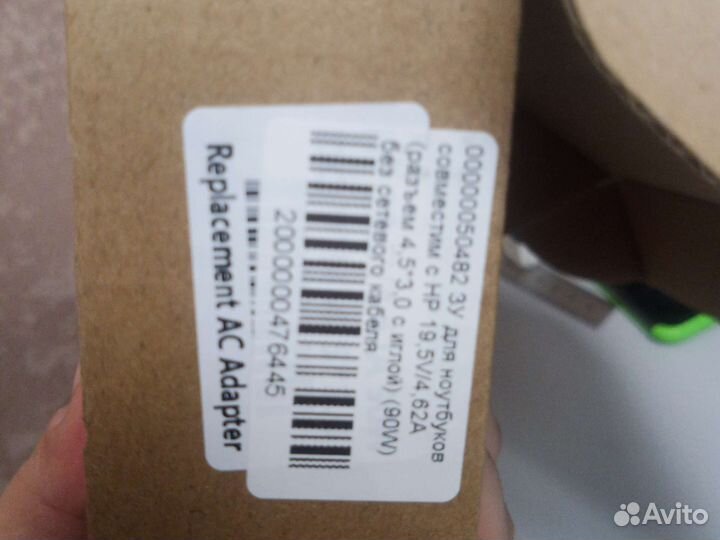 00000050482 ЗУ для ноутбуков
совместим с HP 19,5V/4,62A
(разъем 4,5*3,0 с иглой) (90W)
без сетевого кабеля
2000000476445
Replacement AC Adapter
Avito